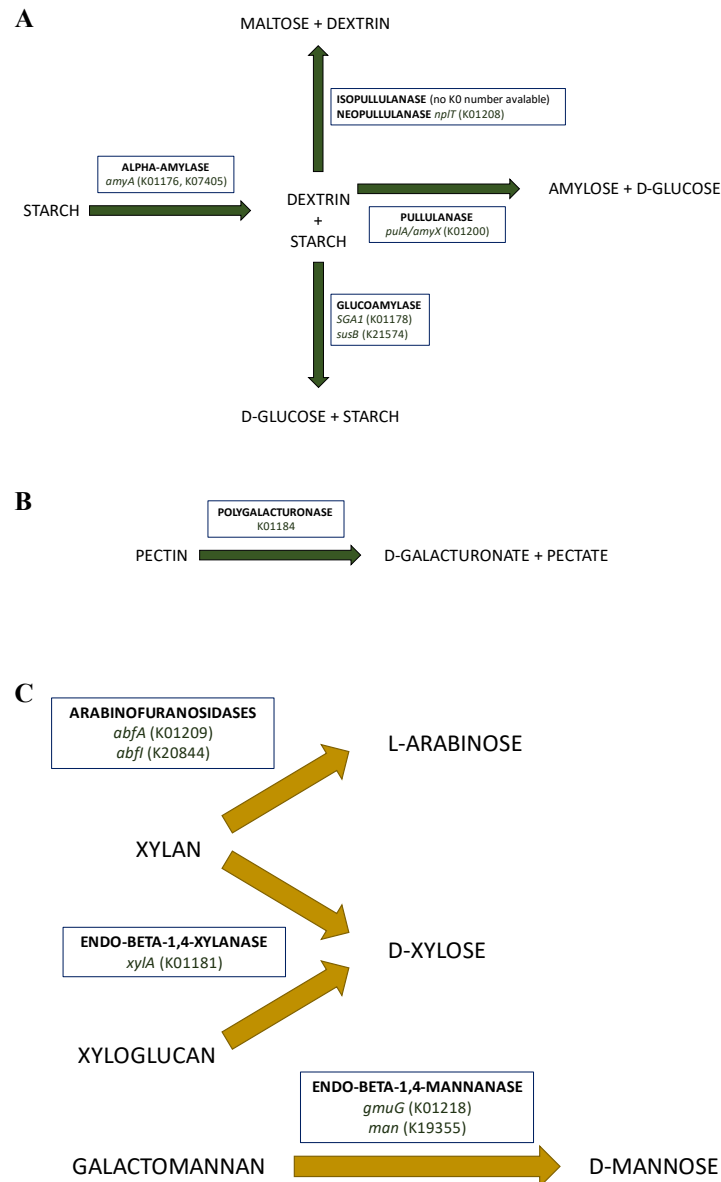 A
MALTOSE + DEXTRIN
ISOPULLULANASE (no K0 number avalable)
NEOPULLULANASE nplT (K01208)
ALPHA-AMYLASE
amyA (K01176, K07405)
STARCH
DEXTRIN
+
STARCH
AMYLOSE + D-GLUCOSE
PULLULANASE
pulA/amyX (K01200)
GLUCOAMYLASE
SGA1 (K01178)
susB (K21574)
D-GLUCOSE + STARCH
B
POLYGALACTURONASE
K01184
PECTIN
D-GALACTURONATE + PECTATE
C
ARABINOFURANOSIDASES
abfA (K01209)
abfI (K20844)
L-ARABINOSE
XYLAN
ENDO-BETA-1,4-XYLANASE
xylA (K01181)
D-XYLOSE
XYLOGLUCAN
ENDO-BETA-1,4-MANNANASE
gmuG (K01218)
man (K19355)
GALACTOMANNAN
D-MANNOSE